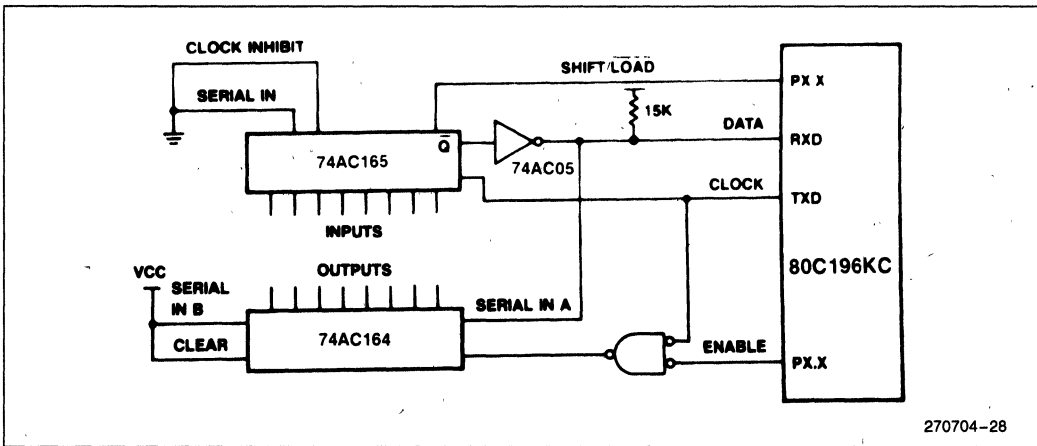 CLOCK INHIBIT
SERIAL IN
SHIFT/LOAD
PX X
15K
DATA
RXD
Q
74AC165
74AC05
CLOCK
TXD
INPUTS
80C196KC
OUTPUTS
VCC
SERIAL
IN B
SERIAL IN A
74AC164
CLEAR
ENABLE
PX.X
270704-28